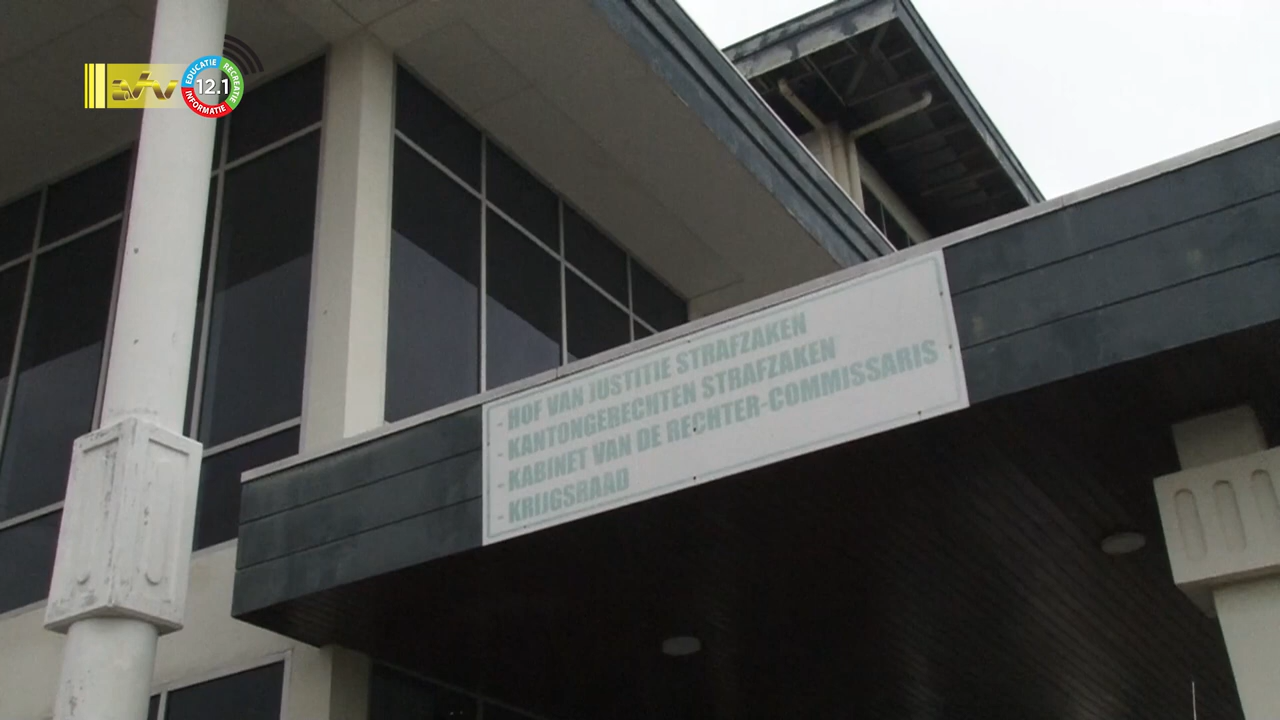 EDUCATIE
RECREATIE
12.1
INFORMATIE
- HOF VAN JUSTITIE STRAFZAKEN
- KANTONGERECHTEN STRAFZAKEN
- KABINET VAN DE RECHTER-COMMISSARIS
- KRIJGSRAAD